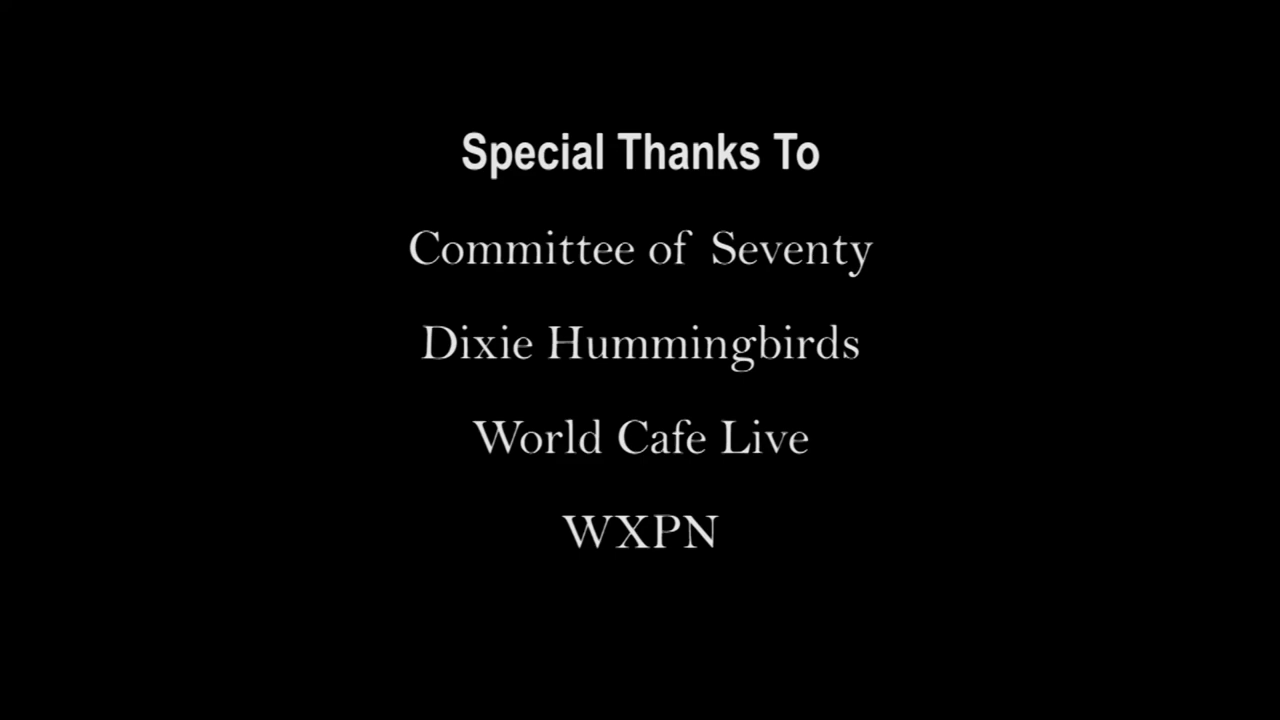 Special Thanks To
Committee of Seventy
Dixie Hummingbirds
World Cafe Live
WXPN